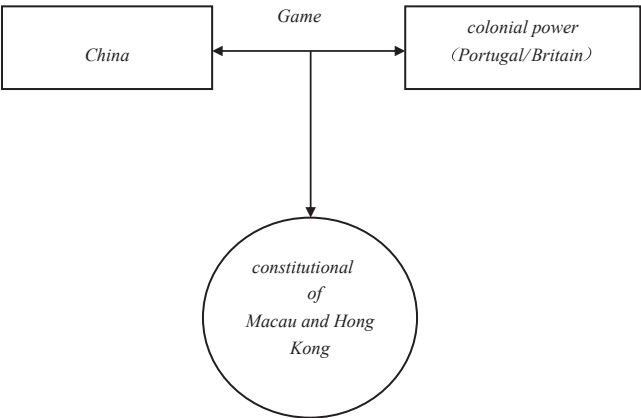 Game
China
colonial power
（Portugal/Britain）
constitutional
of
Macau and Hong
Kong